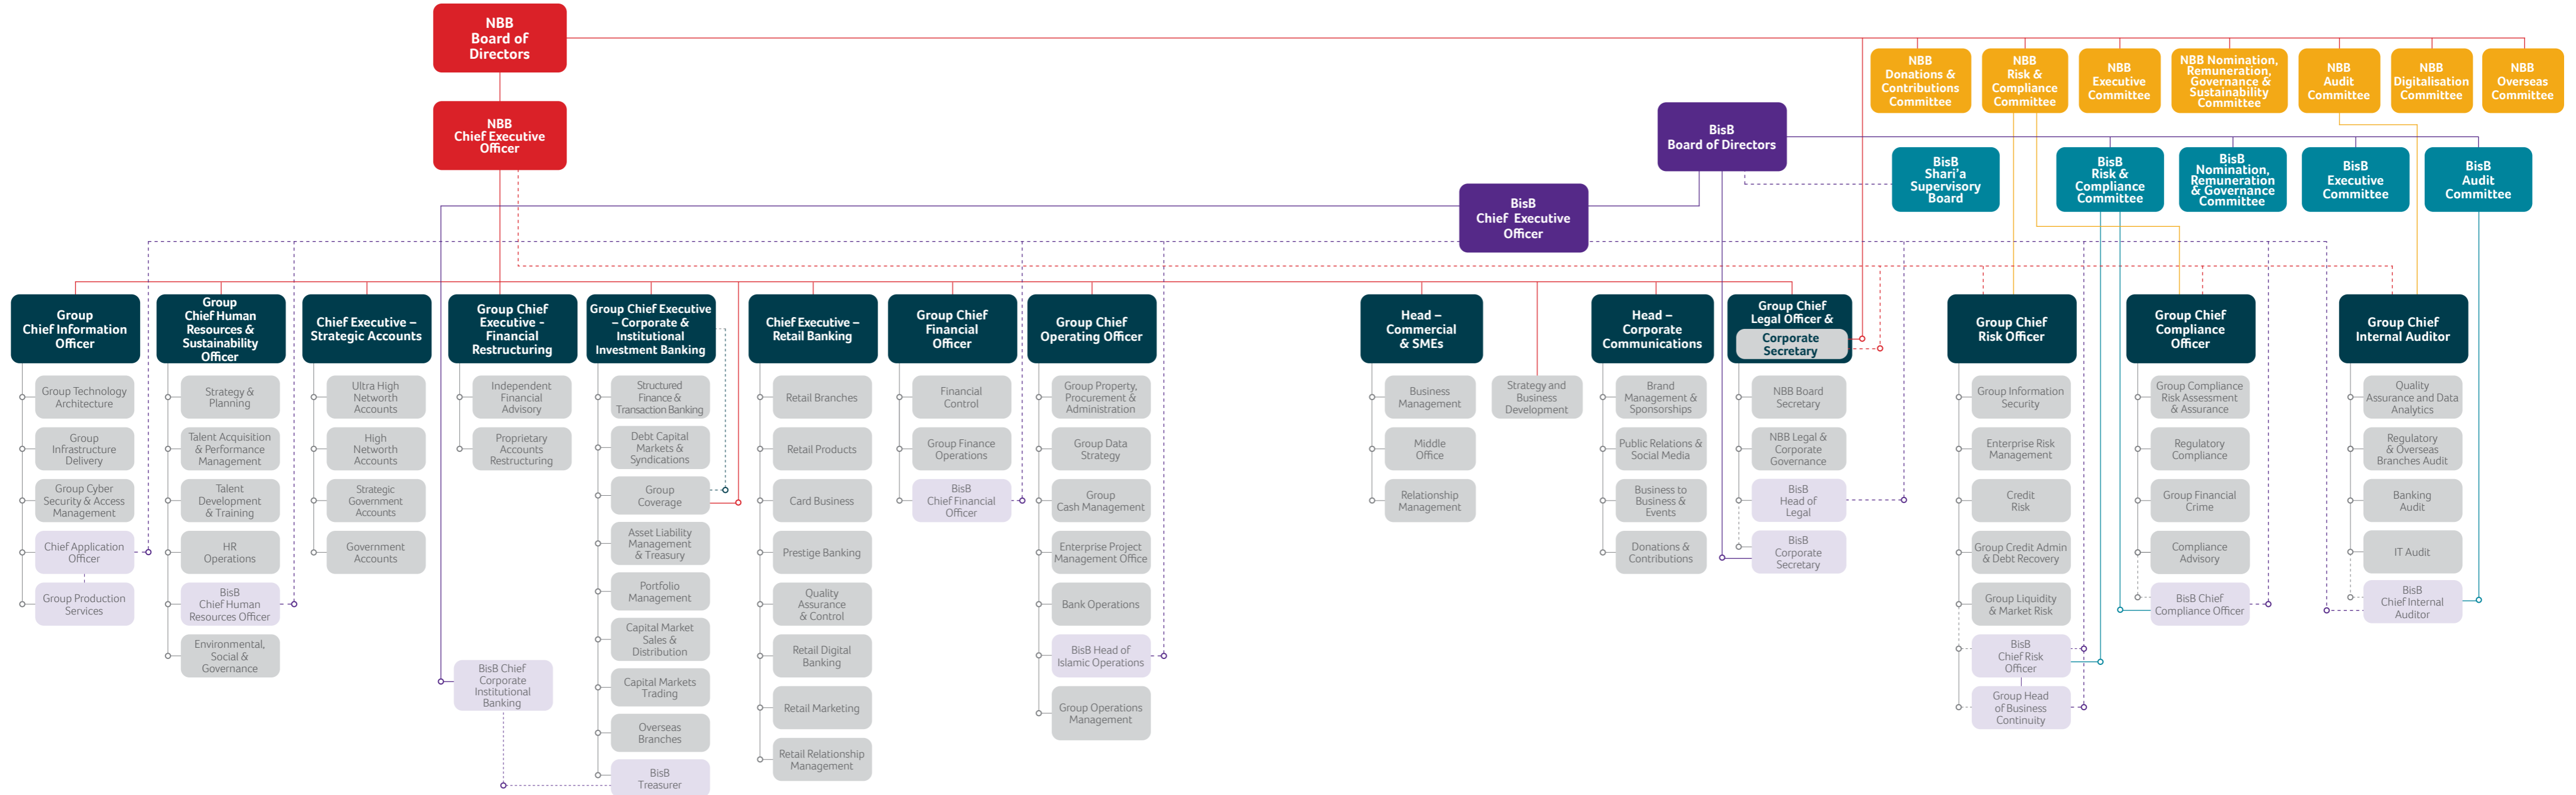 NBB
Board of
Directors
NBB
Donations &
Contributions
Committee
NBB
Risk &
Compliance
Committee
NBB
Executive
Committee
NBB Nomination,
Remuneration,
Governance &
Sustainability
Committee
NBB
Audit
Committee
NBB
Digitalisation
Committee
NBB
Overseas
Committee
NBB
Chief Executive
Officer
BisB
Board of Directors
BisB
Shari'a
Supervisory
Board
BisB
Risk &
Compliance
Committee
BisB
Nomination,
Remuneration
& Governance
Committee
BisB
Executive
Committee
BisB
Audit
Committee
BisB
Chief Executive
Officer
Group
Chief Information
Officer
Group Technology
Architecture
Group
Infrastructure
Delivery
Group Cyber
Security & Access
Management
Chief Application
Officer
Group Production
Services
Group
Chief Human
Resources &
Sustainability
Officer
Strategy &
Planning
Talent Acquisition
& Performance
Management
Talent
Development
& Training
HR
Operations
BisB
Chief Human
Resources Officer
Environmental,
Social &
Governance
Chief Executive –
Strategic Accounts
Ultra High
Networth
Accounts
High
Networth
Accounts
Strategic
Government
Accounts
Government
Accounts
Group Chief
Executive -
Financial
Restructuring
Independent
Financial
Advisory
Proprietary
Accounts
Restructuring
BisB Chief
Corporate
Institutional
Banking
Group Chief Executive
– Corporate &
Institutional
Investment Banking
Structured
Finance &
Transaction Banking
Debt Capital
Markets &
Syndications
Group
Coverage
Asset Liability
Management
& Treasury
Portfolio
Management
Capital Market
Sales &
Distribution
Capital Markets
Trading
Overseas
Branches
BisB
Treasurer
Chief Executive –
Retail Banking
Retail Branches
Retail Products
Card Business
Prestige Banking
Quality
Assurance
& Control
Retail Digital
Banking
Retail Marketing
Retail Relationship
Management
Group Chief
Financial
Officer
Financial
Control
Group Finance
Operations
BisB
Chief Financial
Officer
Group Chief
Operating Officer
Group Property,
Procurement &
Administration
Group Data
Strategy
Group
Cash Management
Enterprise Project
Management Office
Bank Operations
BisB Head of
Islamic Operations
Group Operations
Management
Head –
Commercial
& SMEs
Business
Management
Middle
Office
Relationship
Management
Strategy and
Business
Development
Head –
Corporate
Communications
Brand
Management &
Sponsorships
Public Relations &
Social Media
Business to
Business &
Events
Donations &
Contributions
Group Chief
Legal Officer &
Corporate
Secretary
NBB Board
Secretary
NBB Legal &
Corporate
Governance
BisB
Head of
Legal
BisB
Corporate
Secretary
Group Chief
Risk Officer
Group Information
Security
Enterprise Risk
Management
Credit
Risk
Group Credit Admin
& Debt Recovery
Group Liquidity
& Market Risk
BisB
Chief Risk
Officer
Group Head
of Business
Continuity
Group Chief
Compliance
Officer
Group Compliance
Risk Assessment
& Assurance
Regulatory
Compliance
Group Financial
Crime
Compliance
Advisory
BisB Chief
Compliance Officer
Group Chief
Internal Auditor
Quality
Assurance and Data
Analytics
Regulatory
& Overseas
Branches Audit
Banking
Audit
IT Audit
BisB
Chief Internal
Auditor